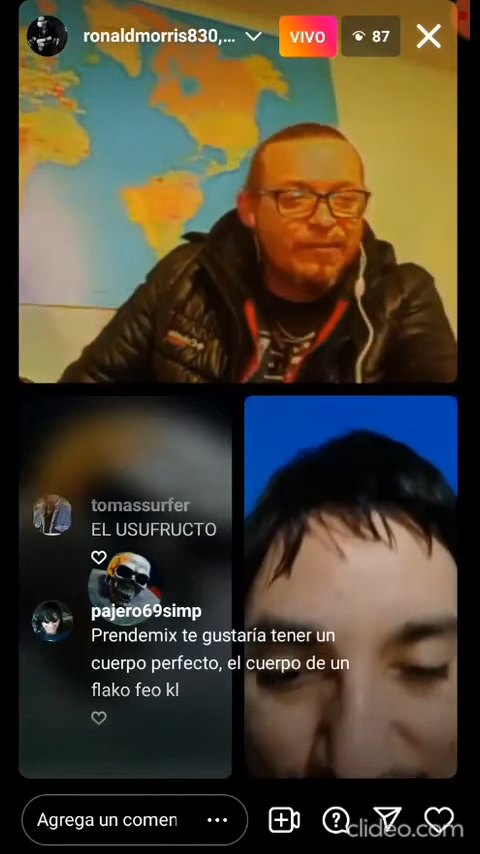 ronaldmorris830,...
VIVO
87
tomassurfer
EL USUFRUCTO
pajero69simp
Prendemix te gustaría tener un
cuerpo perfecto, el cuerpo de un
flako feo kl
Agrega un comen
clideo.com